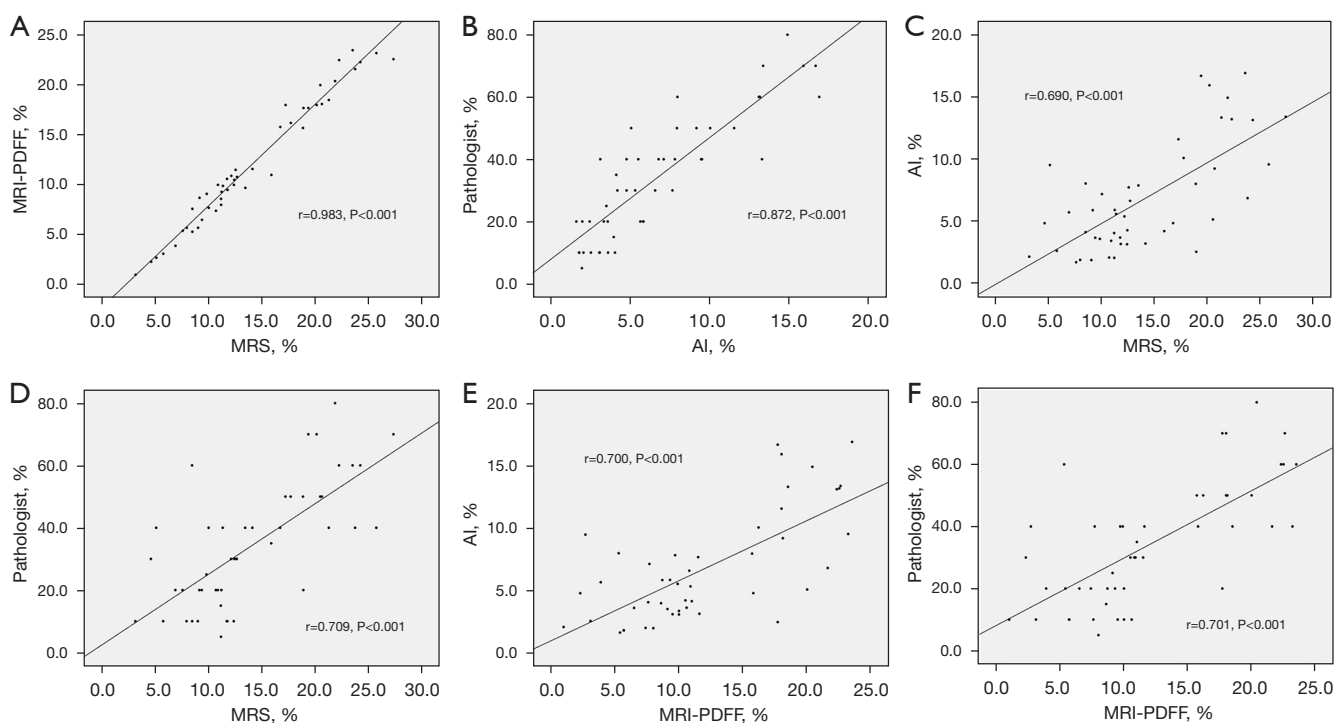 A
MRI-PDFF, %
25.0
20.0
15.0
10.0
5.0
0.0
r=0.983, P<0.001
0.0 5.0 10.0 15.0 20.0 25.0 30.0
MRS, %
B
Pathologist, %
80.0
60.0
40.0
20.0
0.0
r=0.872, P<0.001
0.0 5.0 10.0 15.0 20.0
AI, %
C
AI, %
20.0
15.0
10.0
5.0
0.0
r=0.690, P<0.001
0.0 5.0 10.0 15.0 20.0 25.0 30.0
MRS, %
D
Pathologist, %
80.0
60.0
40.0
20.0
0.0
r=0.709, P<0.001
0.0 5.0 10.0 15.0 20.0 25.0 30.0
MRS, %
E
AI, %
20.0
15.0
10.0
5.0
0.0
r=0.700, P<0.001
0.0 5.0 10.0 15.0 20.0 25.0
MRI-PDFF, %
F
Pathologist, %
80.0
60.0
40.0
20.0
0.0
r=0.701, P<0.001
0.0 5.0 10.0 15.0 20.0 25.0
MRI-PDFF, %